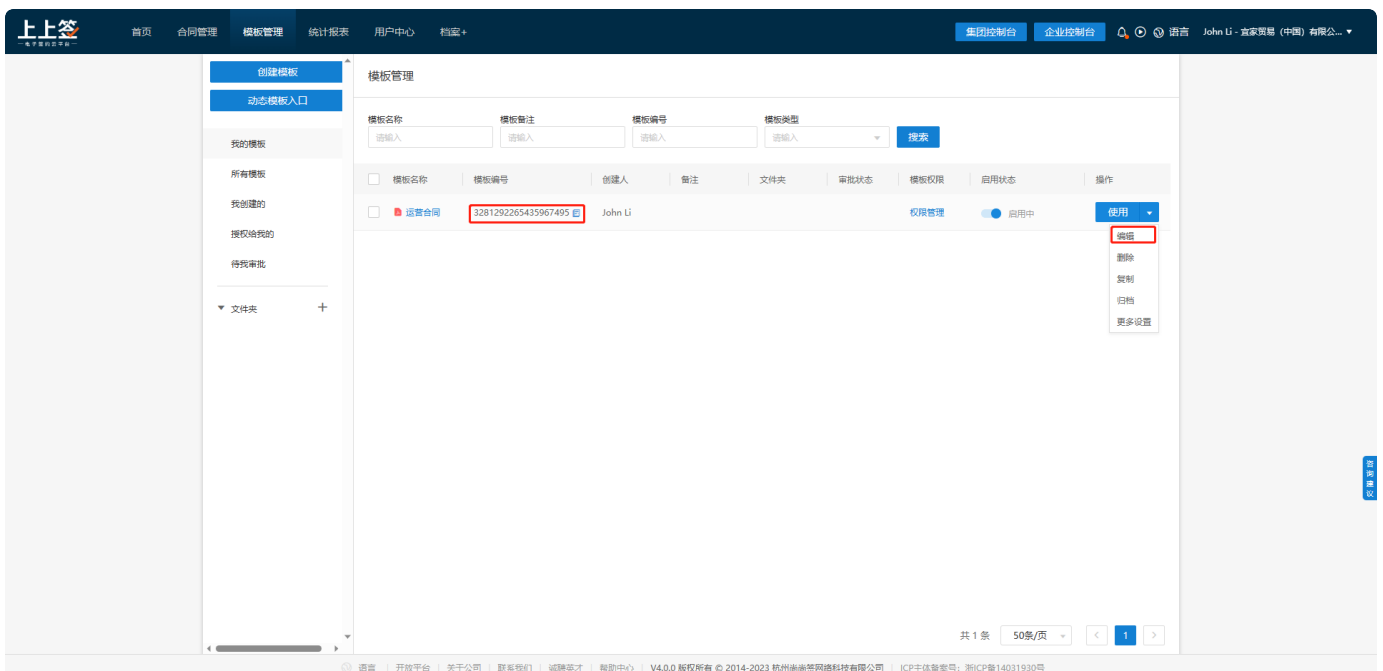 上上签
电子签约云平台
首页 合同管理 模板管理 统计报表 用户中心 档案+ 集团控制台 企业控制台 语言 John Li - 宜家贸易（中国）有限公... ▼
创建模板
动态模板入口
我的模板
所有模板
我创建的
授权给我的
待我审批
文件夹 +
模板管理
模板名称 模板备注 模板编号 模板类型
请输入 请输入 请输入 请输入 搜索
模板名称 模板编号 创建人 备注 文件夹 审批状态 模板权限 启用状态 操作
运营合同 3281292265435967495 John Li 权限管理 启用中 使用
编辑
删除
复制
归档
更多设置
咨询建议
共 1 条 50条/页 < 1 >
语言 开放平台 关于公司 联系我们 诚聘英才 帮助中心 V4.0.0 版权所有 © 2014-2023 杭州尚尚签网络科技有限公司 ICP主体备案号：浙ICP备14031930号